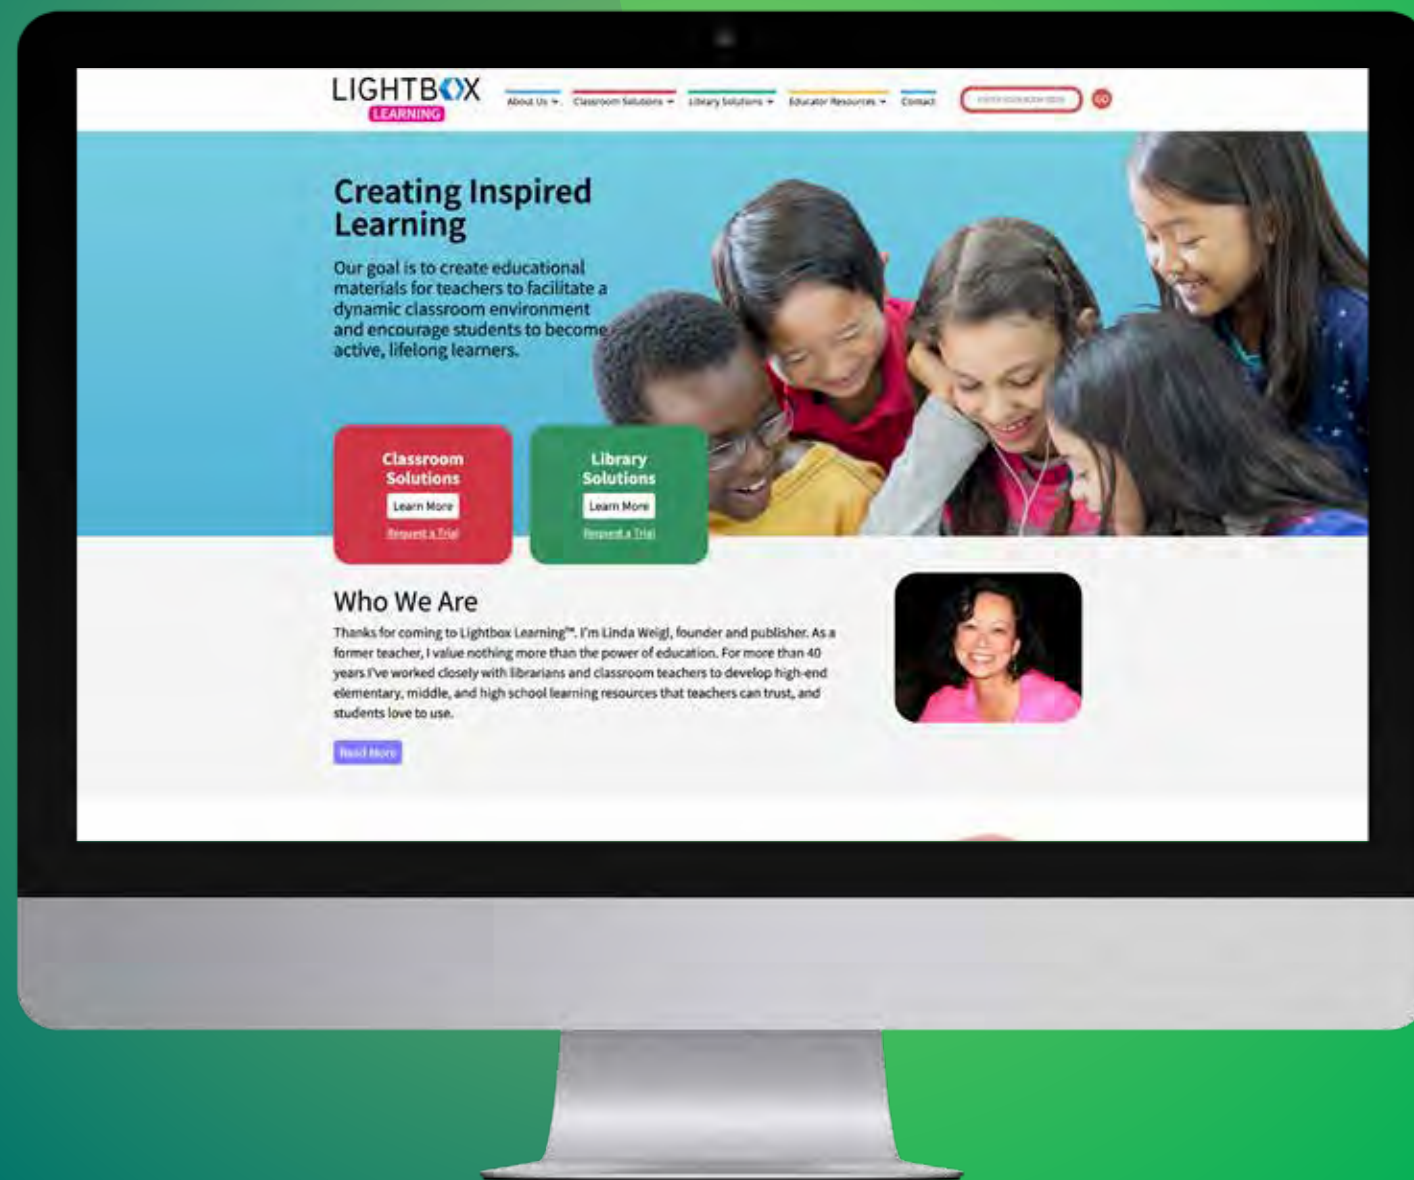 LIGHTBOX
LEARNING
About Us
Classroom Solutions
Library Solutions
Educator Resources
Contact
GO
Creating Inspired
Learning
Our goal is to create educational
materials for teachers to facilitate a
dynamic classroom environment
and encourage students to become
active, lifelong learners.
Classroom
Solutions
Learn More
Request a Trial
Library
Solutions
Learn More
Request a Trial
Who We Are
Thanks for coming to Lightbox Learning™. I'm Linda Weigl, founder and publisher. As a
former teacher, I value nothing more than the power of education. For more than 40
years I've worked closely with librarians and classroom teachers to develop high-end
elementary, middle, and high school learning resources that teachers can trust, and
students love to use.
Read More